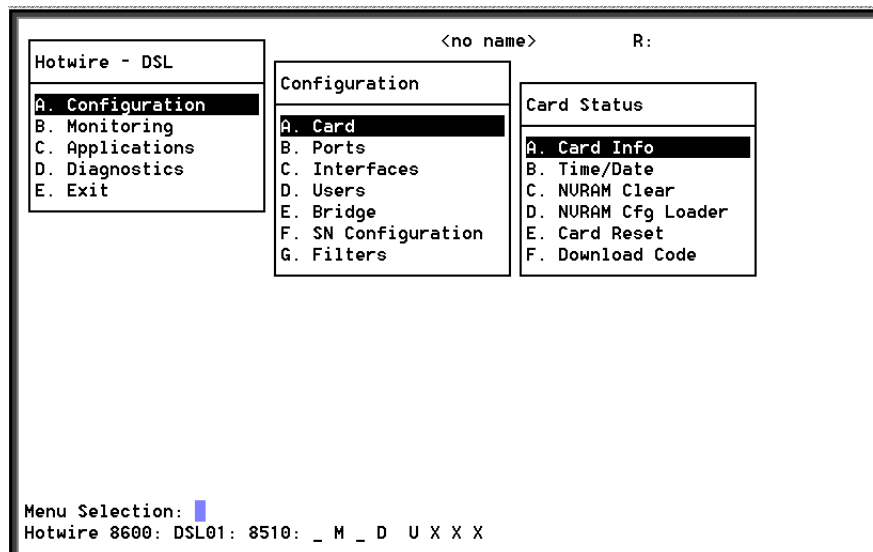 <no name> R:
Hotwire - DSL
A. Configuration
B. Monitoring
C. Applications
D. Diagnostics
E. Exit
Configuration
A. Card
B. Ports
C. Interfaces
D. Users
E. Bridge
F. SN Configuration
G. Filters
Card Status
A. Card Info
B. Time/Date
C. NVRAM Clear
D. NVRAM Cfg Loader
E. Card Reset
F. Download Code
Menu Selection:
Hotwire 8600: DSL01: 8510: _ M _ D U X X X